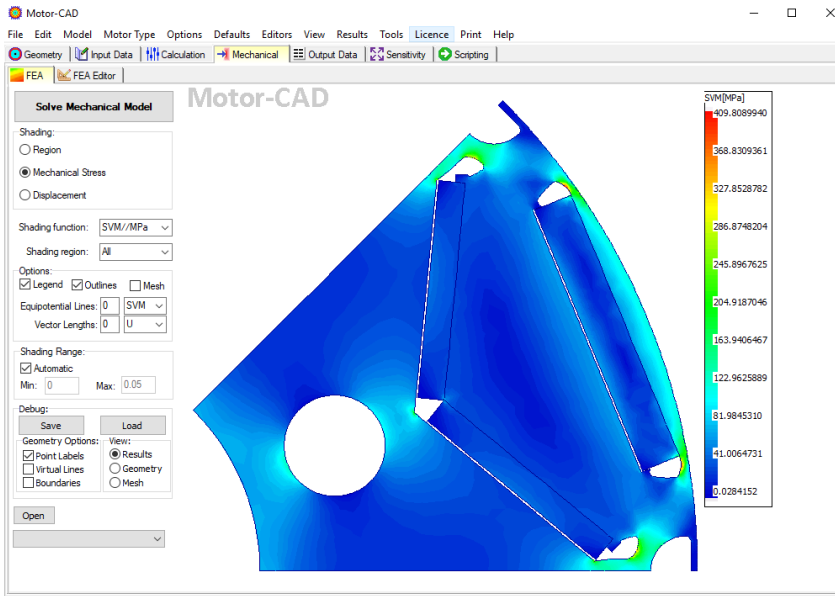 Motor-CAD
File Edit Model Motor Type Options Defaults Editors View Results Tools Licence Print Help
Geometry Input Data Calculation Mechanical Output Data Sensitivity Scripting
FEA FEA Editor
Solve Mechanical Model
Motor-CAD
Shading:
Region
Mechanical Stress
Displacement
Shading function: SVM//MPa
Shading region: All
Options:
Legend Outlines Mesh
Equipotential Lines: 0 SVM
Vector Lengths: 0 U
Shading Range:
Automatic
Min: 0 Max: 0.05
Debug:
Save Load
Geometry Options: View:
Point Labels Results
Virtual Lines Geometry
Boundaries Mesh
Open
SVM[MPa]
409.8089940
368.8309361
327.8528782
286.8748204
245.8967625
204.9187046
163.9406467
122.9625889
81.9845310
41.0064731
0.0284152